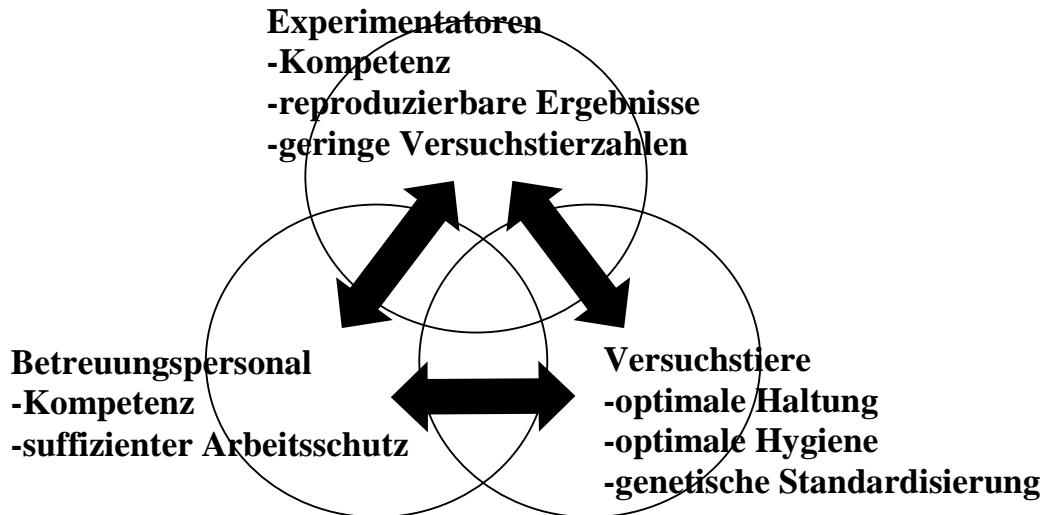 Experimentatoren
-Kompetenz
-reproduzierbare Ergebnisse
-geringe Versuchstierzahlen
Betreuungspersonal
-Kompetenz
-suffizienter Arbeitsschutz
Versuchstiere
-optimale Haltung
-optimale Hygiene
-genetische Standardisierung